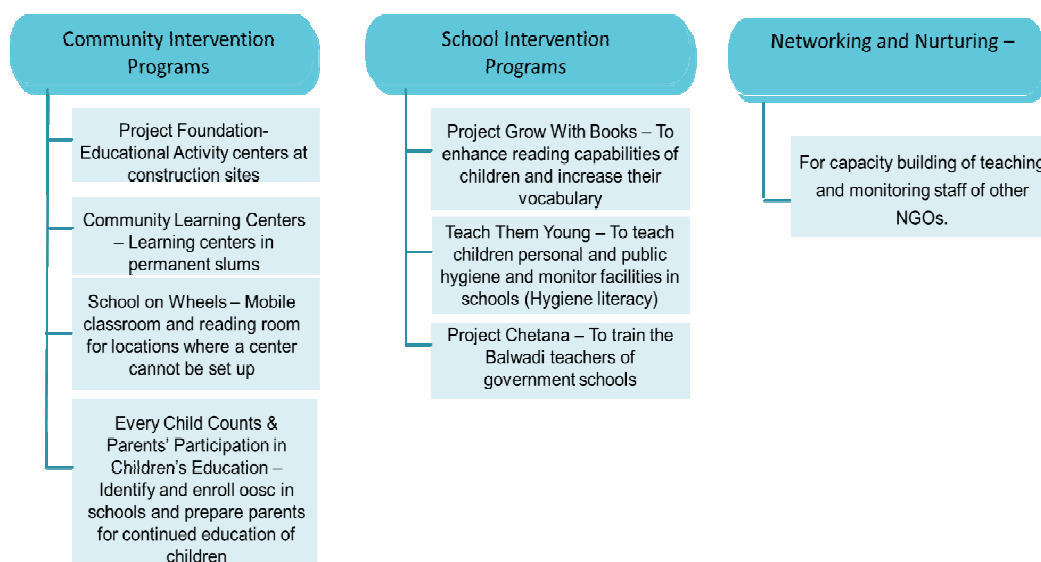 Community Intervention
Programs
Project Foundation-
Educational Activity centers at
construction sites
Community Learning Centers
– Learning centers in
permanent slums
School on Wheels – Mobile
classroom and reading room
for locations where a center
cannot be set up
Every Child Counts &
Parents' Participation in
Children's Education –
Identify and enroll oosc in
schools and prepare parents
for continued education of
children
School Intervention
Programs
Project Grow With Books – To
enhance reading capabilities of
children and increase their
vocabulary
Teach Them Young – To teach
children personal and public
hygiene and monitor facilities in
schools (Hygiene literacy)
Project Chetana – To train the
Balwadi teachers of
government schools
Networking and Nurturing –
For capacity building of teaching
and monitoring staff of other
NGOs.